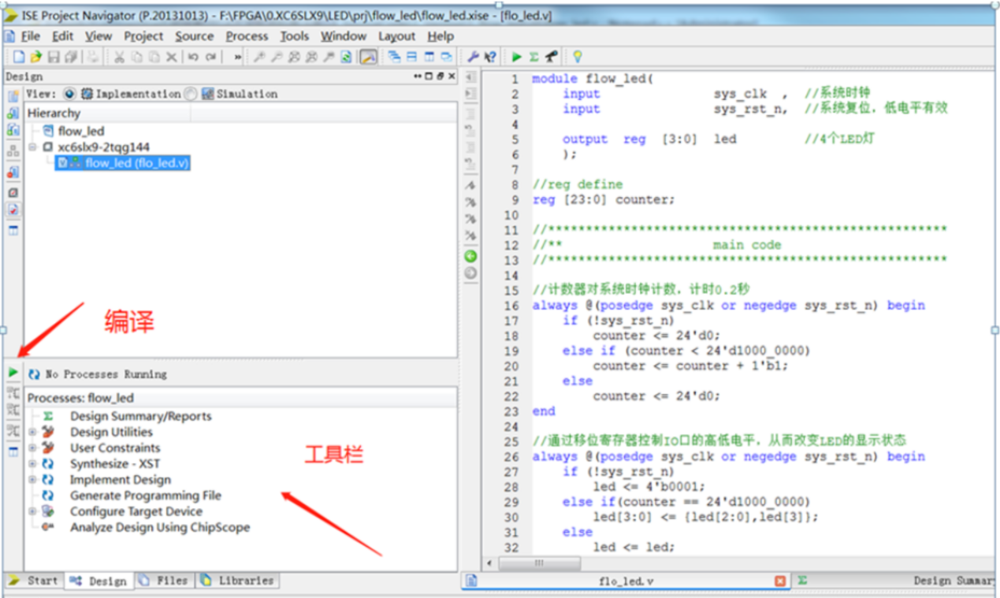 ISE Project Navigator (P.20131013) - F:\FPGA\0.XC6SLX9\LED\prj\flow_led\flow_led.xise - [flo_led.v]
File Edit View Project Source Process Tools Window Layout Help
Design
View: Implementation Simulation
Hierarchy
flow_led
xc6slx9-2tqg144
flow_led (flo_led.v)
编译
No Processes Running
Processes: flow_led
Design Summary/Reports
Design Utilities
User Constraints
Synthesize - XST
Implement Design
Generate Programming File
Configure Target Device
Analyze Design Using ChipScope
工具栏
Start Design Files Libraries
1 module flow_led(
2 input sys_clk , //系统时钟
3 input sys_rst_n, //系统复位，低电平有效
4
5 output reg [3:0] led //4个LED灯
6 );
7
8 //reg define
9 reg [23:0] counter;
10
11 //*****************************************************
12 //** main code
13 //*****************************************************
14
15 //计数器对系统时钟计数，计时0.2秒
16 always @(posedge sys_clk or negedge sys_rst_n) begin
17 if (!sys_rst_n)
18 counter <= 24'd0;
19 else if (counter < 24'd1000_0000)
20 counter <= counter + 1'b1;
21 else
22 counter <= 24'd0;
23 end
24
25 //通过移位寄存器控制IO口的高低电平，从而改变LED的显示状态
26 always @(posedge sys_clk or negedge sys_rst_n) begin
27 if (!sys_rst_n)
28 led <= 4'b0001;
29 else if(counter == 24'd1000_0000)
30 led[3:0] <= {led[2:0],led[3]};
31 else
32 led <= led;
flo_led.v Design Summar